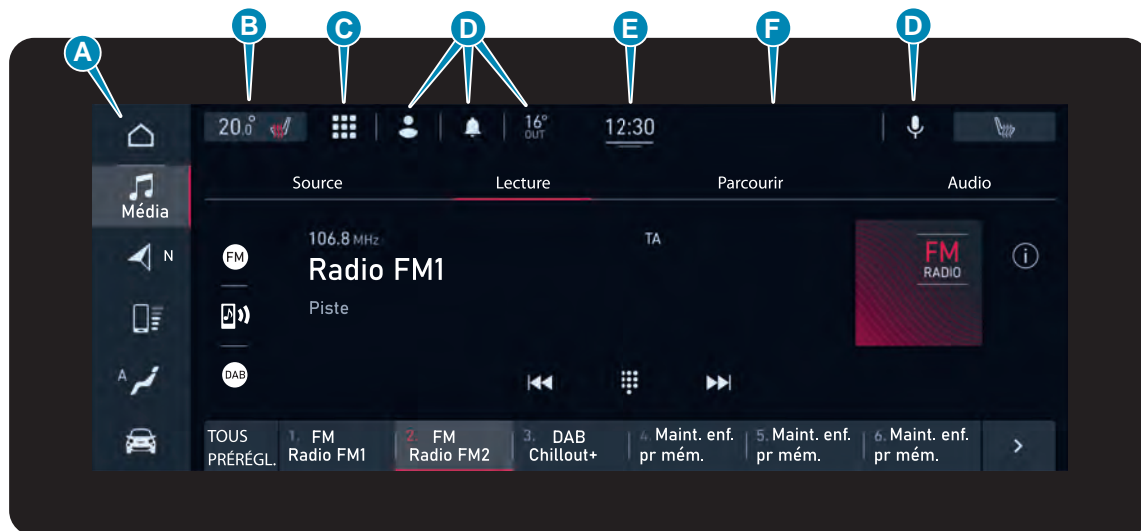 A B C D E F D
20.0° 16° OUT 12:30
Média
Source Lecture Parcourir Audio
N
A
FM
DAB
106.8 MHz TA
Radio FM1
Piste
FM
RADIO
i
TOUS
PRÉRÉGL.
1. FM
Radio FM1
2. FM
Radio FM2
3. DAB
Chillout+
4. Maint. enf.
pr mém.
5. Maint. enf.
pr mém.
6. Maint. enf.
pr mém.